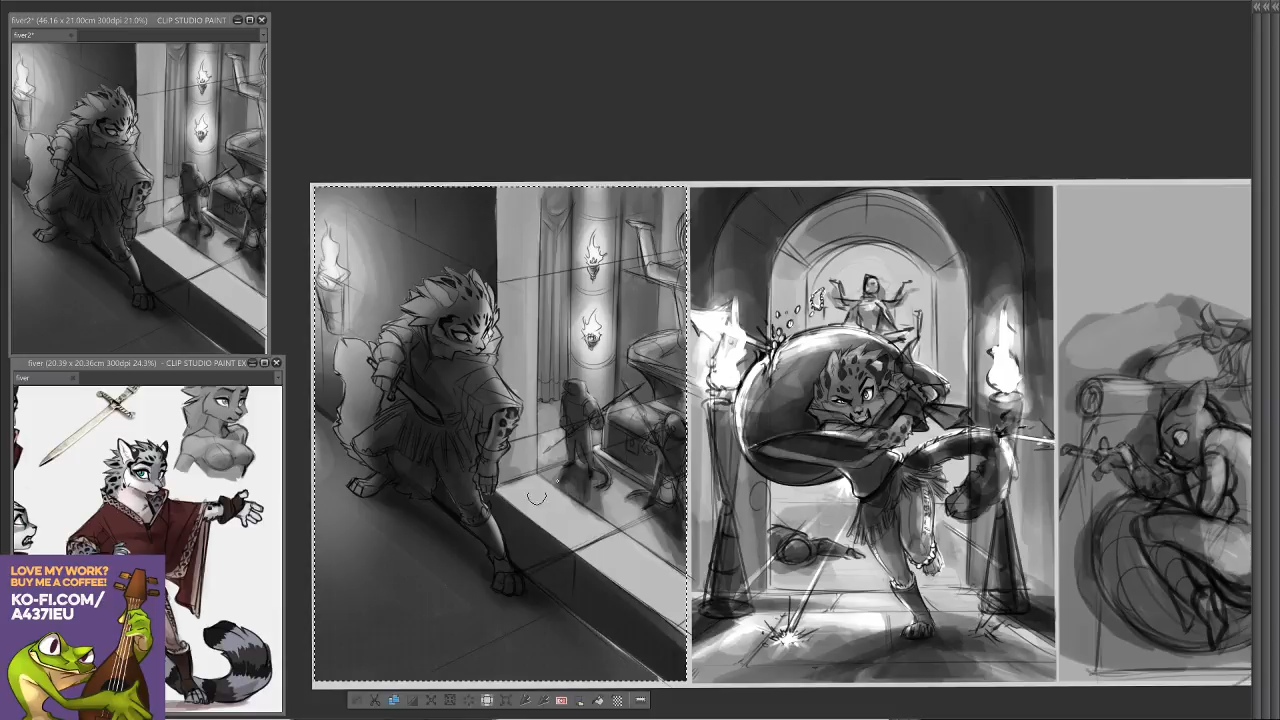 fiver2* (46.16 x 21.00cm 300dpi 21.0%) CLIP STUDIO PAINT
fiver2*
fiver (20.39 x 20.36cm 300dpi 24.3%) - CLIP STUDIO PAINT EX
fiver
LOVE MY WORK?
BUY ME A COFFEE!
KO-FI.COM/
A437IEU